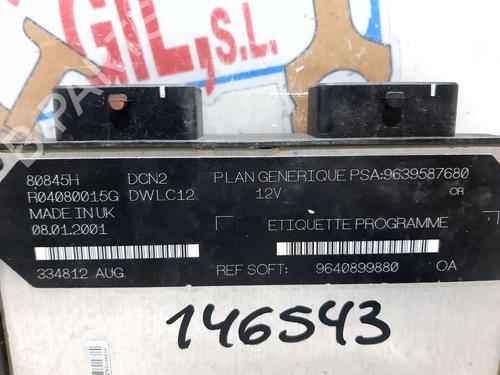 GIL, S.L.
80845H DCN2 PLAN GENERIQUE PSA:9639587680
R04080015G DWLC12 12V OR
MADE IN UK
08.01.2001 ETIQUETTE PROGRAMME
334812 AUG REF SOFT: 9640899880 OA
146543